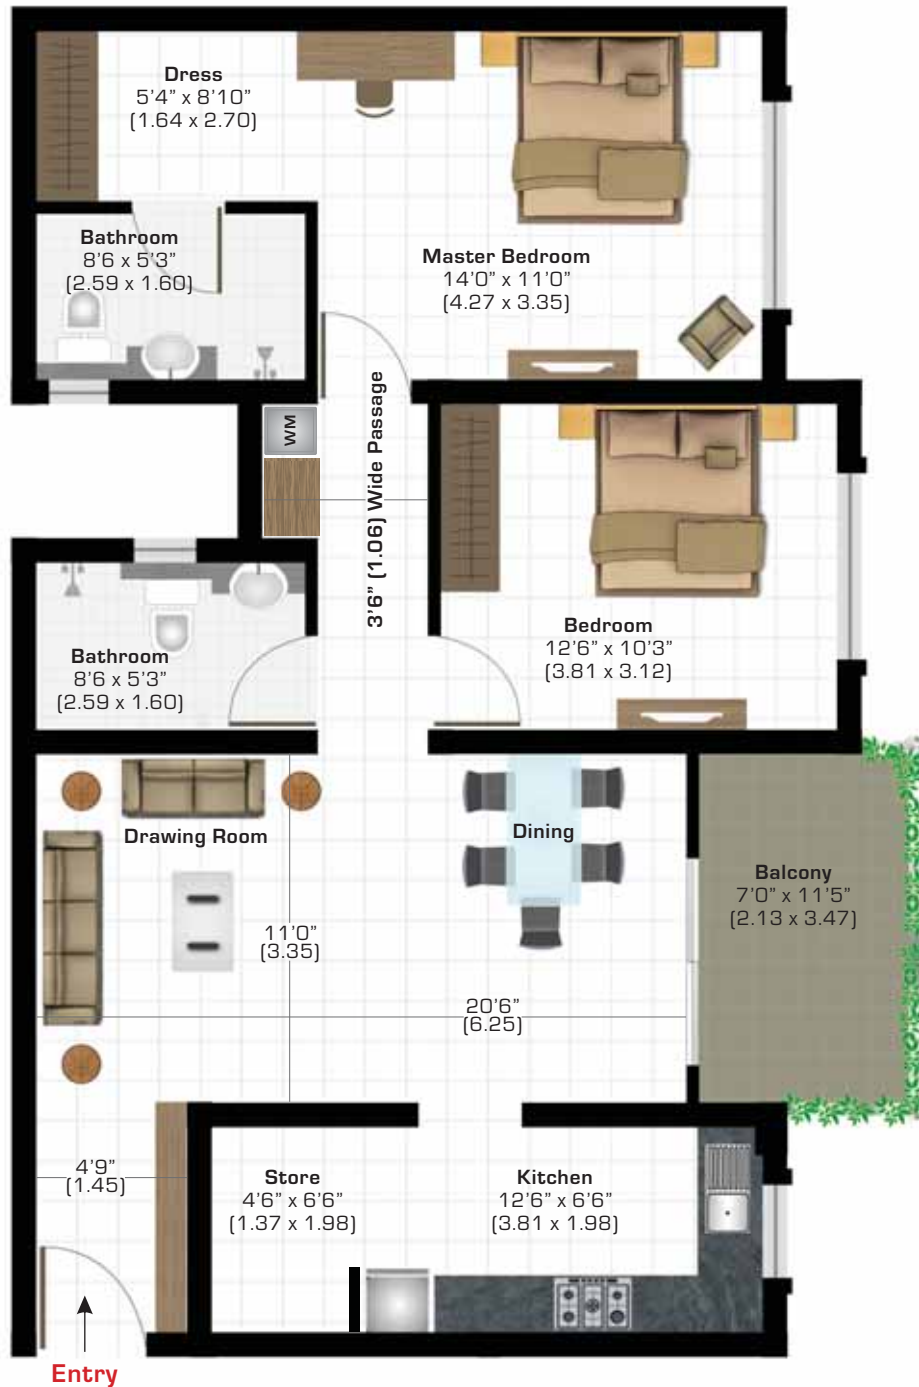 Dress
5'4” x 8'10”
(1.64 x 2.70)
Bathroom
8'6 x 5'3”
(2.59 x 1.60)
Master Bedroom
14'0” x 11'0”
(4.27 x 3.35)
WM
3'6” (1.06) Wide Passage
Bedroom
12'6” x 10'3”
(3.81 x 3.12)
Bathroom
8'6 x 5'3”
(2.59 x 1.60)
Drawing Room
Dining
Balcony
7'0” x 11'5”
(2.13 x 3.47)
11'0”
(3.35)
20'6”
(6.25)
4'9”
(1.45)
Store
4'6” x 6'6”
(1.37 x 1.98)
Kitchen
12'6” x 6'6”
(3.81 x 1.98)
Entry